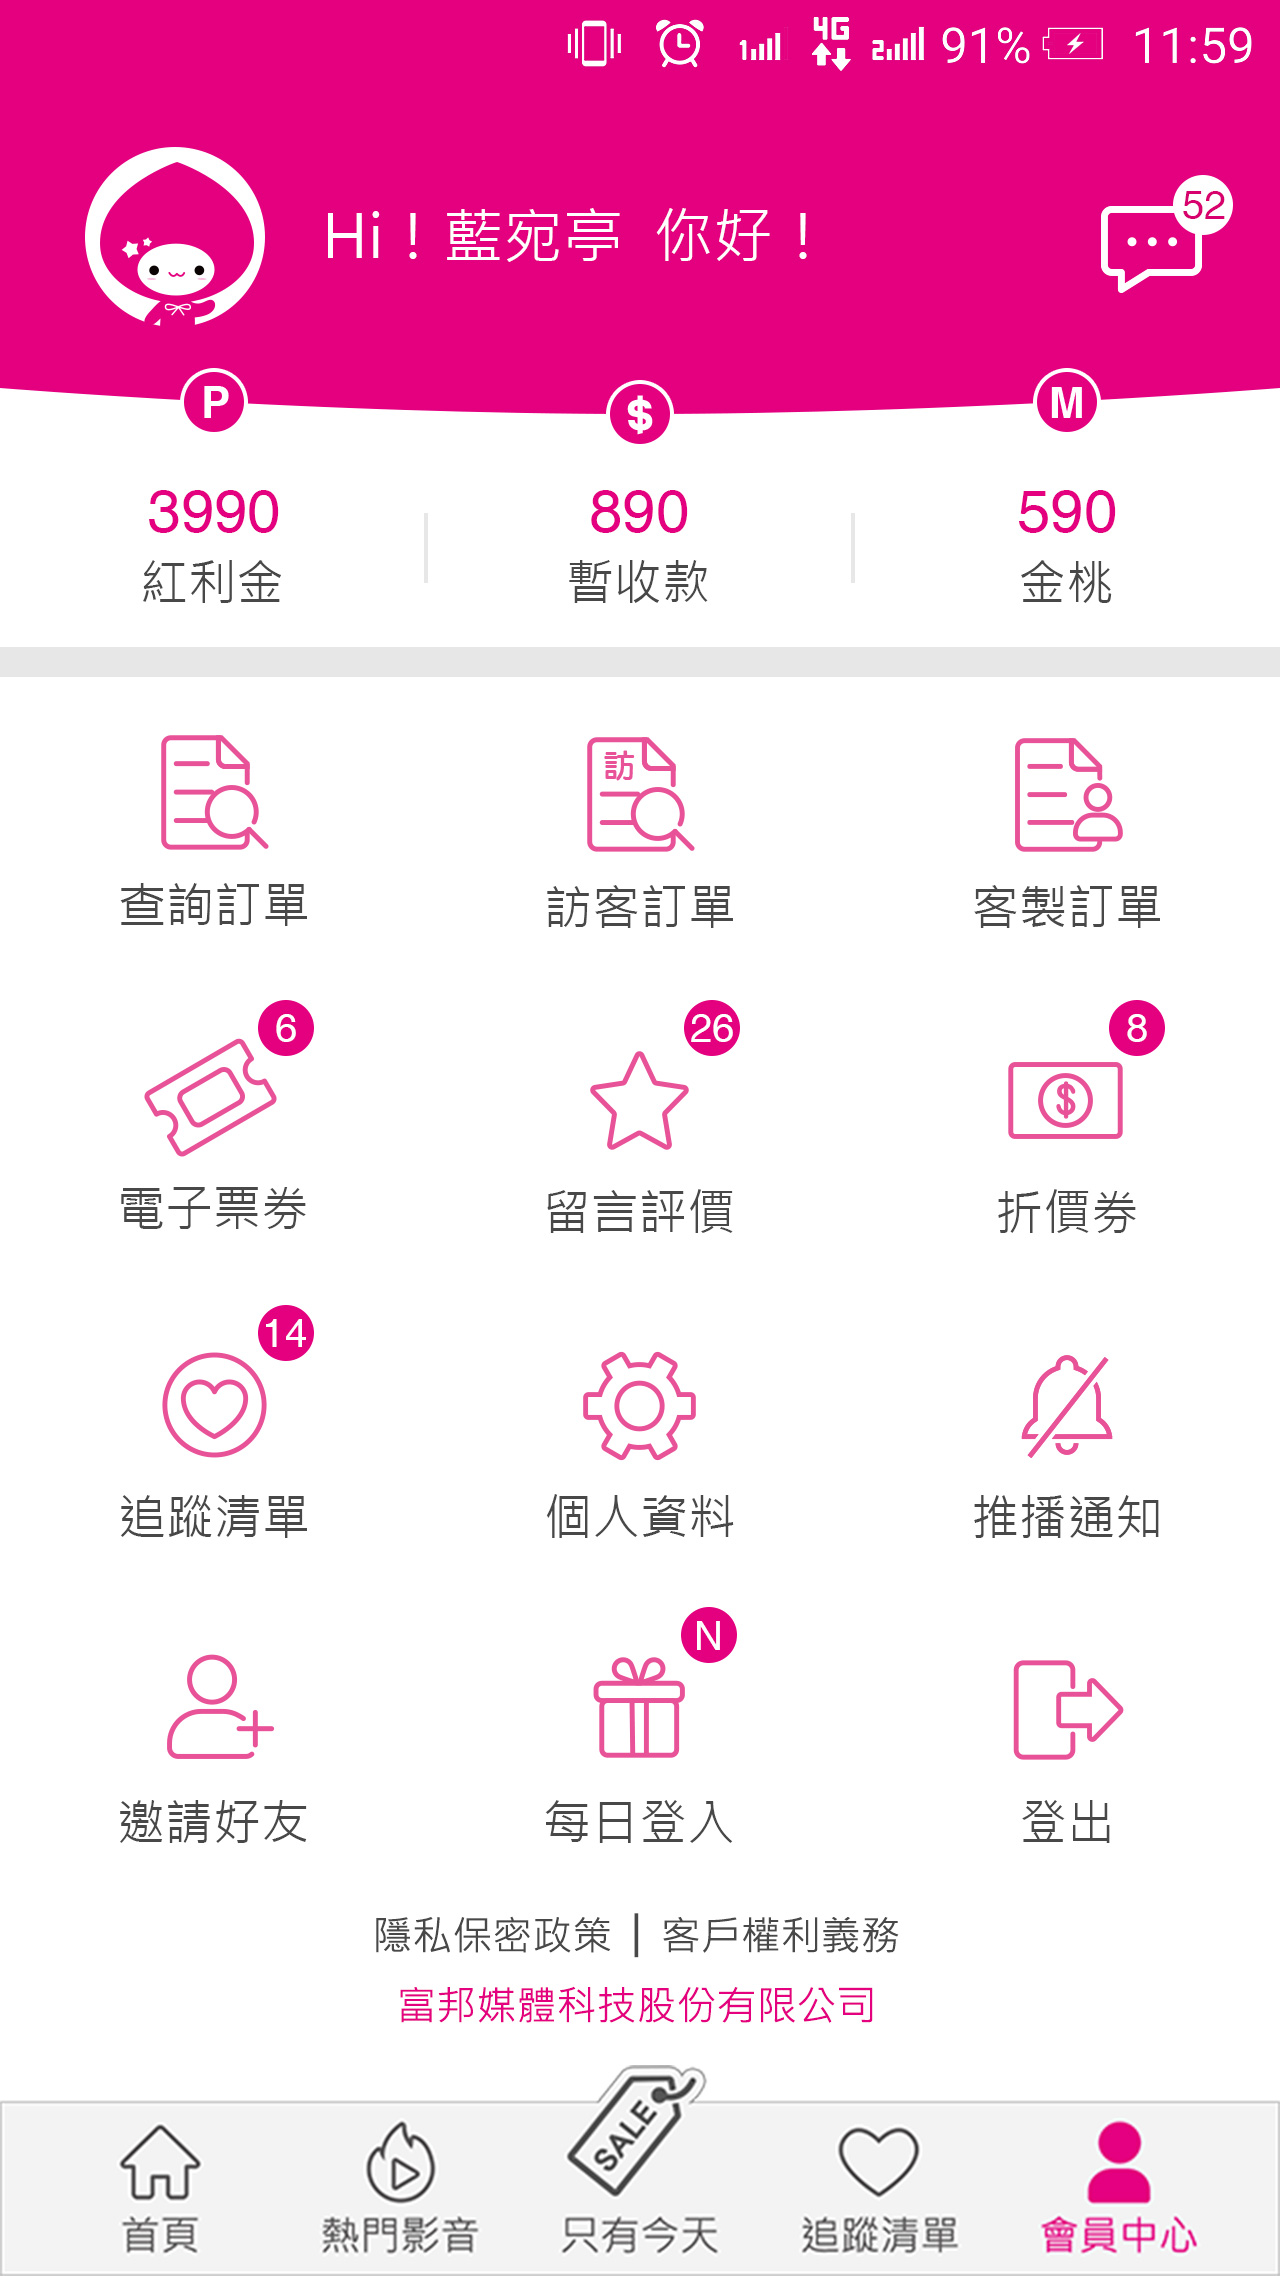 1 4G 2 91% 11:59
Hi！藍宛亭 你好！
52
P $ M
3990 890 590
紅利金 暫收款 金桃
訪
查詢訂單 訪客訂單 客製訂單
6 26 8
$
電子票券 留言評價 折價券
14
追蹤清單 個人資料 推播通知
N
邀請好友 每日登入 登出
隱私保密政策 | 客戶權利義務
富邦媒體科技股份有限公司
SALE
首頁 熱門影音 只有今天 追蹤清單 會員中心